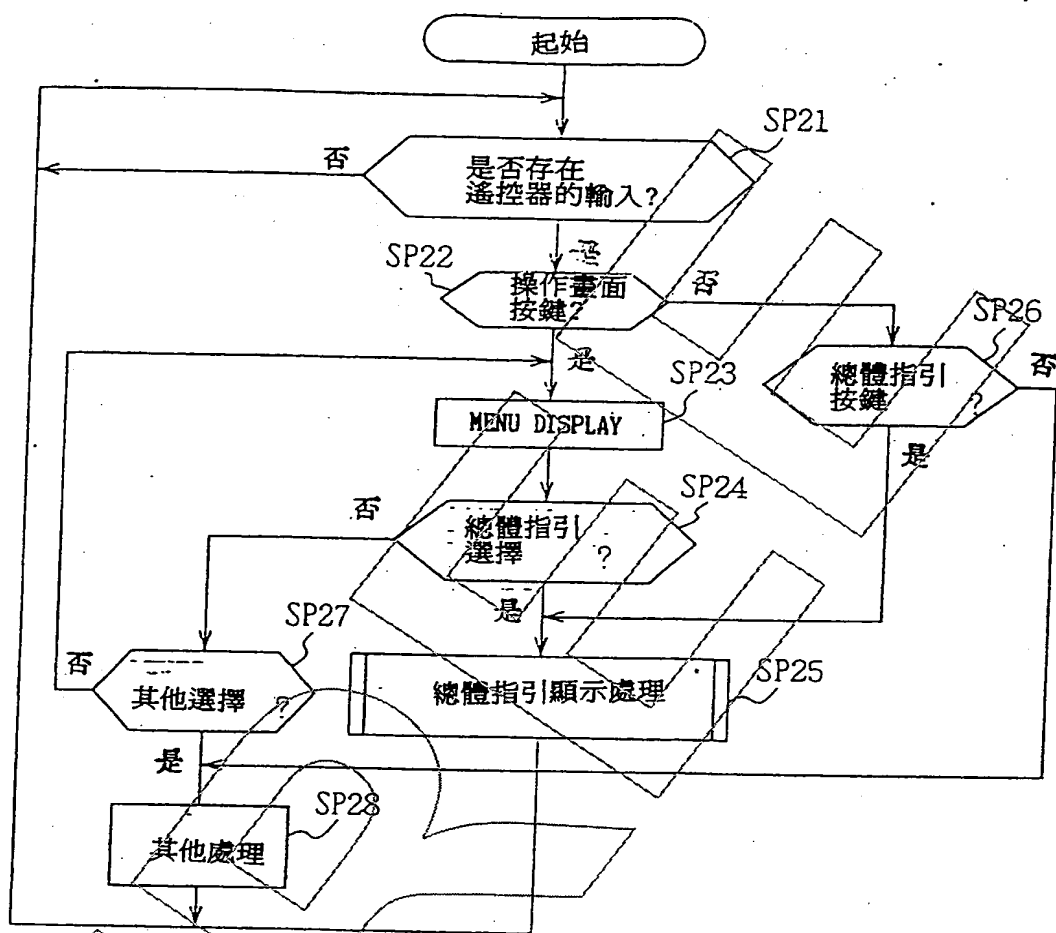 起始
SP21
否
是否存在
遙控器的輸入?
是
SP22
操作畫面
按鍵?
否
SP26
是
SP23
總體指引
按鍵
?
否
MENU DISPLAY
是
SP24
否
總體指引
選擇
?
是
SP27
否
其他選擇
?
總體指引顯示處理
SP25
是
SP28
其他處理